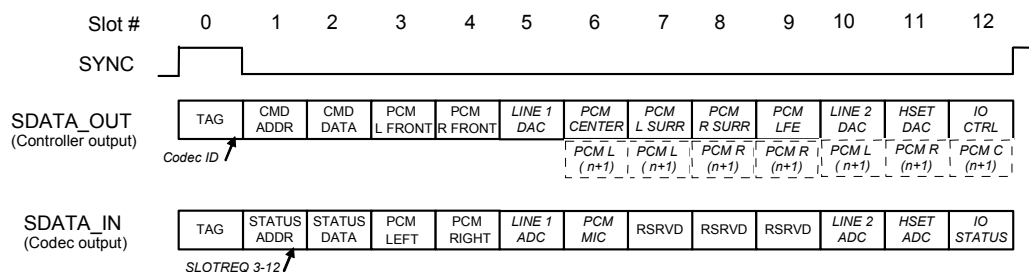 Slot # 0 1 2 3 4 5 6 7 8 9 10 11 12
SYNC
SDATA_OUT
(Controller output)
TAG
CMD
ADDR
CMD
DATA
PCM
L FRONT
PCM
R FRONT
LINE 1
DAC
PCM
CENTER
PCM
L SURR
PCM
R SURR
PCM
LFE
LINE 2
DAC
HSET
DAC
IO
CTRL
Codec ID
PCM L
( n+1)
PCM L
( n+1)
PCM R
(n+1)
PCM R
(n+1)
PCM L
( n+1)
PCM R
(n+1)
PCM C
(n+1)
SDATA_IN
(Codec output)
TAG
STATUS
ADDR
STATUS
DATA
PCM
LEFT
PCM
RIGHT
LINE 1
ADC
PCM
MIC
RSRVD
RSRVD
RSRVD
LINE 2
ADC
HSET
ADC
IO
STATUS
SLOTREQ 3-12